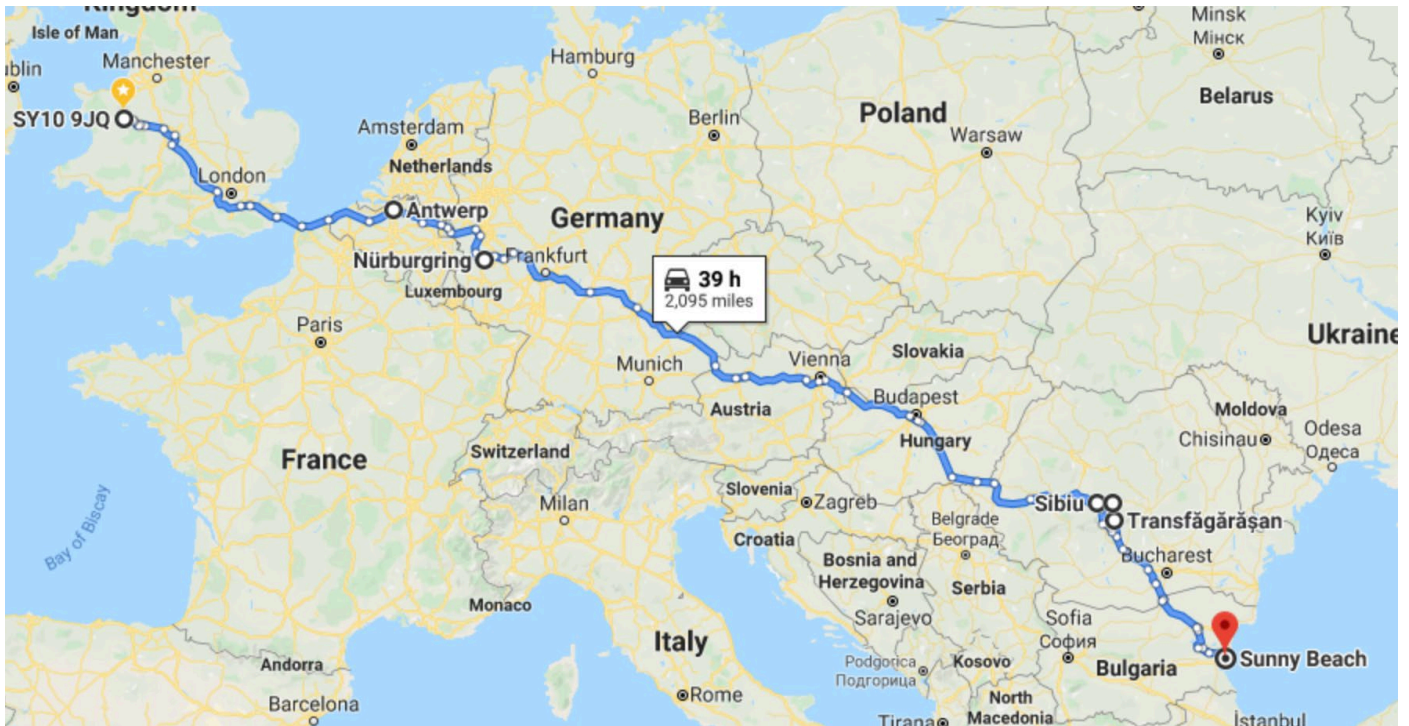 Kingdom
Isle of Man
Manchester
ublin
SY10 9JQ
London
Hamburg
Amsterdam
Netherlands
Berlin
Poland
Warsaw
Minsk
Мінск
Belarus
Antwerp
Germany
Nürburgring
Frankfurt
Luxembourg
39 h
2,095 miles
Kyiv
Київ
Ukraine
Paris
Munich
Vienna
Slovakia
Austria
Budapest
Hungary
Moldova
Chisinau
Odesa
Одеса
France
Switzerland
Milan
Slovenia
Zagreb
Croatia
Belgrade
Београд
Sibiu
Transfăgărășan
Bucharest
Bay of Biscay
Bosnia and
Herzegovina
Sarajevo
Serbia
Monaco
Italy
Sofia
София
Sunny Beach
Bulgaria
Podgorica
Подгорица
Kosovo
Andorra
Barcelona
Rome
North
Macedonia
Tirana
İstanbul